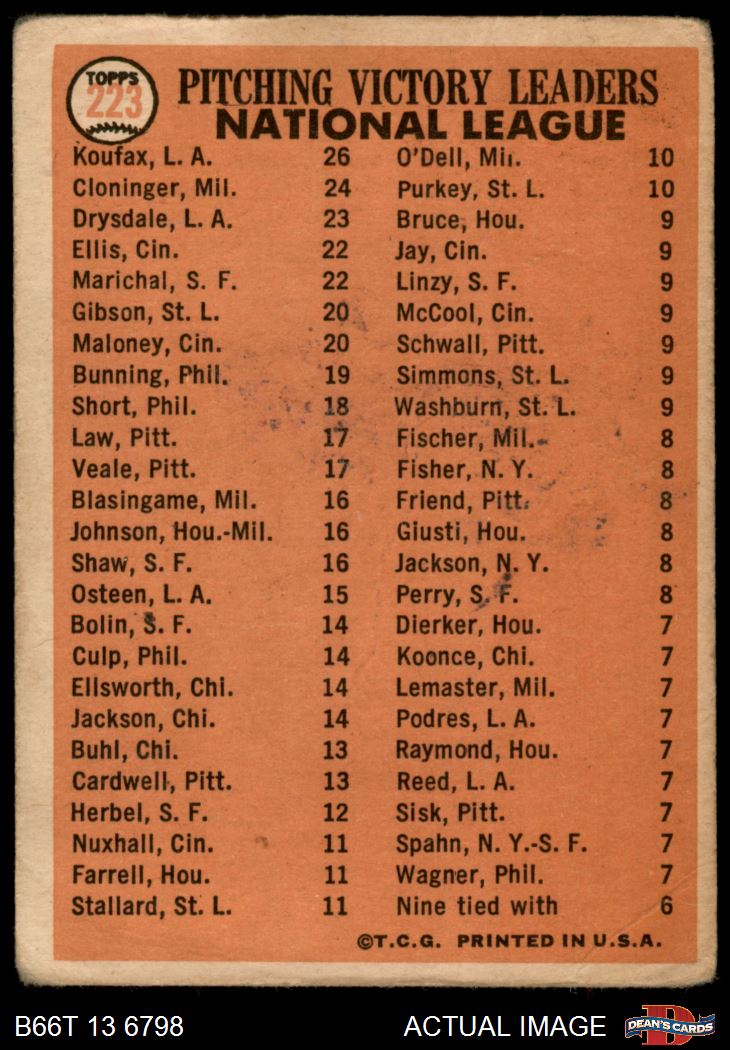 TOPPS
223
PITCHING VICTORY LEADERS
NATIONAL LEAGUE
Koufax, L. A. 26
Cloninger, Mil. 24
Drysdale, L. A. 23
Ellis, Cin. 22
Marichal, S. F. 22
Gibson, St. L. 20
Maloney, Cin. 20
Bunning, Phil. 19
Short, Phil. 18
Law, Pitt. 17
Veale, Pitt. 17
Blasingame, Mil. 16
Johnson, Hou.-Mil. 16
Shaw, S. F. 16
Osteen, L. A. 15
Bolin, S. F. 14
Culp, Phil. 14
Ellsworth, Chi. 14
Jackson, Chi. 14
Buhl, Chi. 13
Cardwell, Pitt. 13
Herbel, S. F. 12
Nuxhall, Cin. 11
Farrell, Hou. 11
Stallard, St. L. 11
O'Dell, Mil. 10
Purkey, St. L. 10
Bruce, Hou. 9
Jay, Cin. 9
Linzy, S. F. 9
McCool, Cin. 9
Schwall, Pitt. 9
Simmons, St. L. 9
Washburn, St. L. 9
Fischer, Mil. 8
Fisher, N. Y. 8
Friend, Pitt. 8
Giusti, Hou. 8
Jackson, N. Y. 8
Perry, S. F. 8
Dierker, Hou. 7
Koonce, Chi. 7
Lemaster, Mil. 7
Podres, L. A. 7
Raymond, Hou. 7
Reed, L. A. 7
Sisk, Pitt. 7
Spahn, N. Y.-S. F. 7
Wagner, Phil. 7
Nine tied with 6
©T.C.G. PRINTED IN U.S.A.
B66T 13 6798
ACTUAL IMAGE
D
DEAN'S CARDS